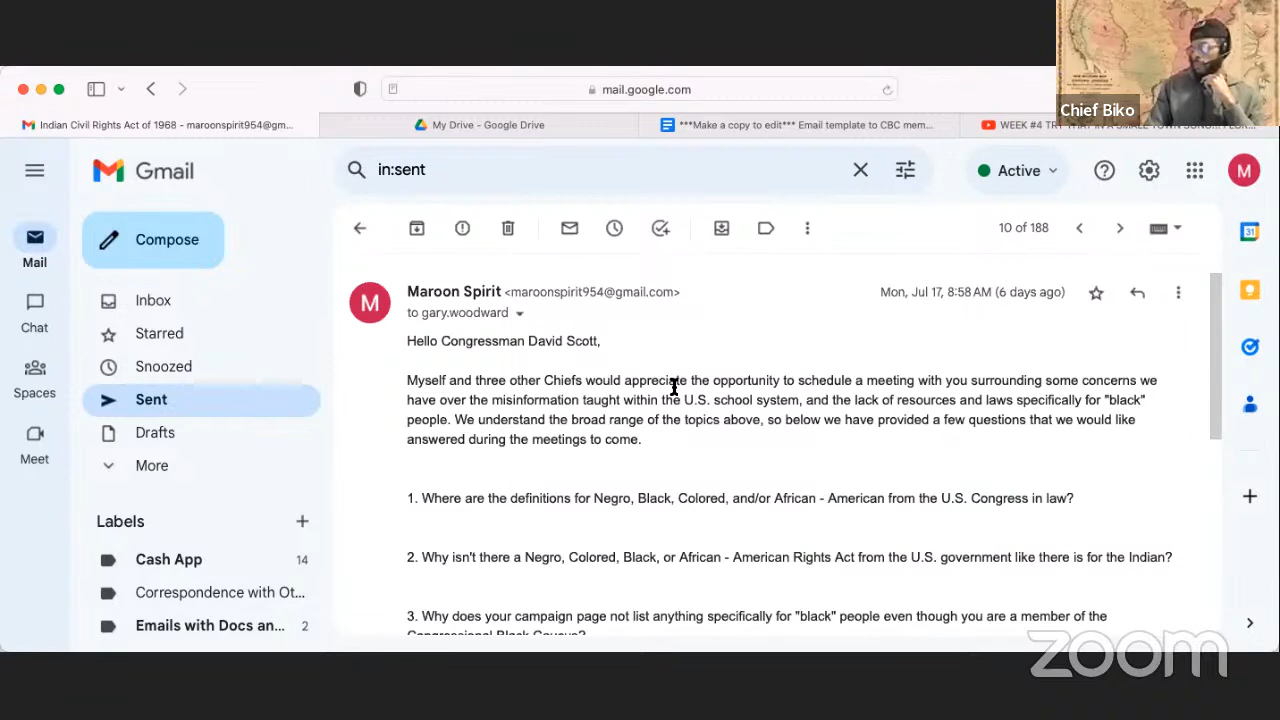 Chief Biko
mail.google.com
Indian Civil Rights Act of 1968 - maroonspirit954@gm...
My Drive - Google Drive
***Make a copy to edit*** Email template to CBC mem...
Gmail
in:sent
Active
M
Compose
10 of 188
Mail
Chat
Spaces
Meet
Inbox
Starred
Snoozed
Sent
Drafts
More
Labels
Cash App 14
Correspondence with Ot...
Emails with Docs an... 2
31
M
Maroon Spirit <maroonspirit954@gmail.com>
Mon, Jul 17, 8:58 AM (6 days ago)
to gary.woodward
Hello Congressman David Scott,
Myself and three other Chiefs would appreciate the opportunity to schedule a meeting with you surrounding some concerns we
have over the misinformation taught within the U.S. school system, and the lack of resources and laws specifically for "black"
people. We understand the broad range of the topics above, so below we have provided a few questions that we would like
answered during the meetings to come.
1. Where are the definitions for Negro, Black, Colored, and/or African - American from the U.S. Congress in law?
2. Why isn't there a Negro, Colored, Black, or African - American Rights Act from the U.S. government like there is for the Indian?
3. Why does your campaign page not list anything specifically for "black" people even though you are a member of the
Congressional Black Caucus?
zoom